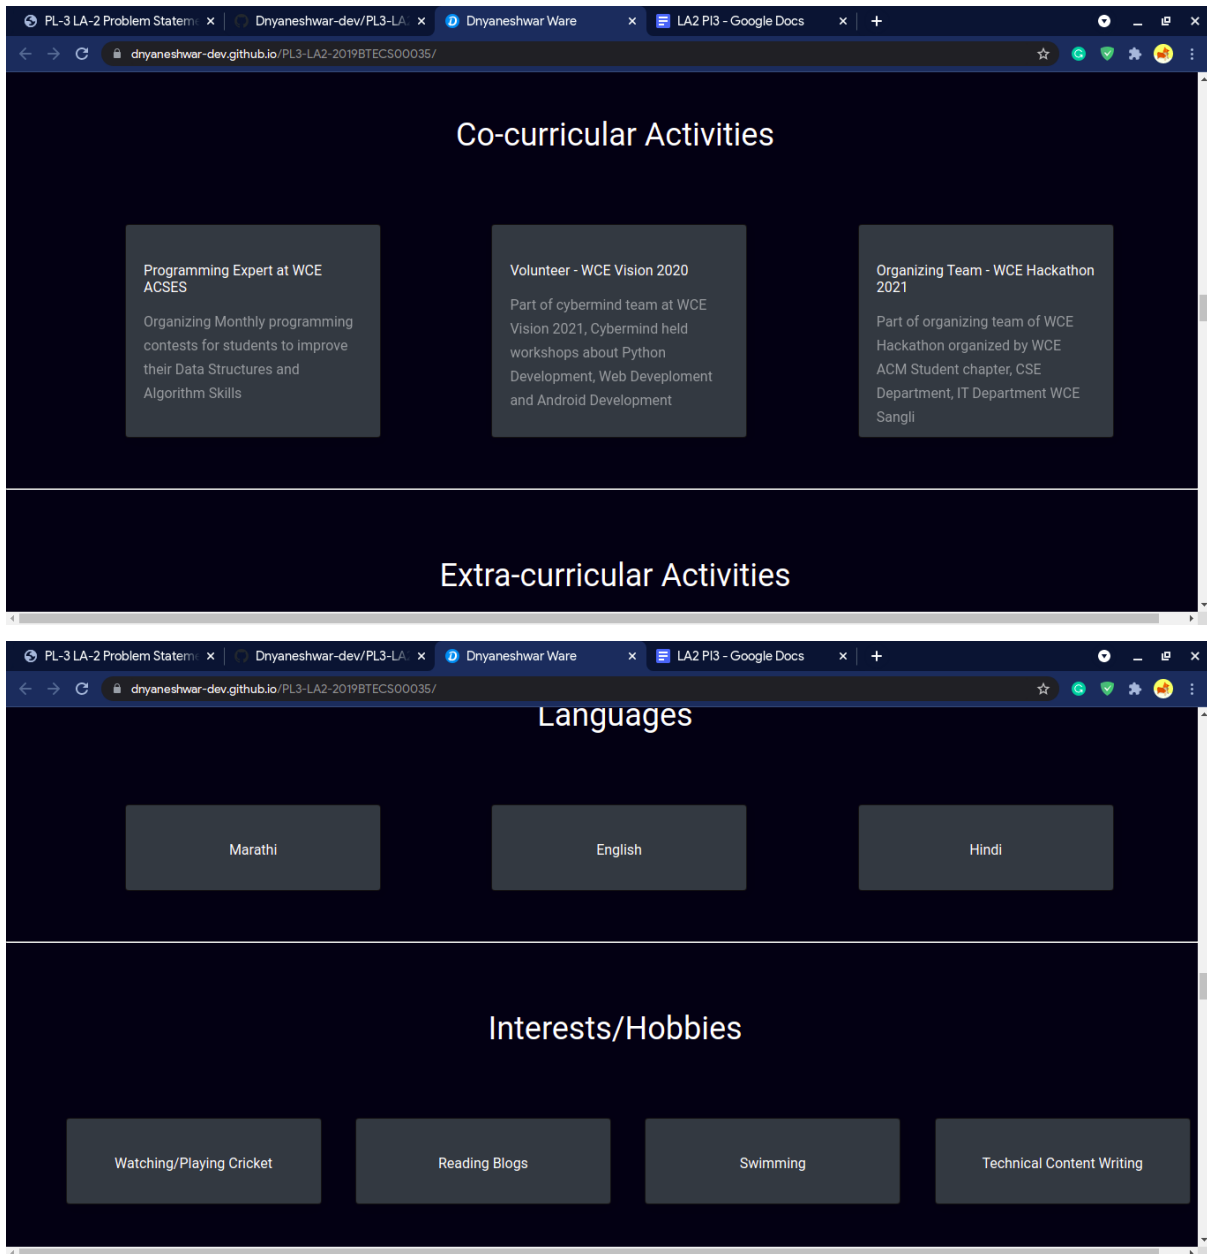 PL-3 LA-2 Problem Statem
Dnyaneshwar-dev/PL3-LA
Dnyaneshwar Ware
LA2 Pl3 - Google Docs
dnyaneshwar-dev.github.io/PL3-LA2-2019BTECS00035/
Co-curricular Activities
Programming Expert at WCE
ACSES
Organizing Monthly programming
contests for students to improve
their Data Structures and
Algorithm Skills
Volunteer - WCE Vision 2020
Part of cybermind team at WCE
Vision 2021, Cybermind held
workshops about Python
Development, Web Deveploment
and Android Development
Organizing Team - WCE Hackathon
2021
Part of organizing team of WCE
Hackathon organized by WCE
ACM Student chapter, CSE
Department, IT Department WCE
Sangli
Extra-curricular Activities
PL-3 LA-2 Problem Statem
Dnyaneshwar-dev/PL3-LA
Dnyaneshwar Ware
LA2 Pl3 - Google Docs
dnyaneshwar-dev.github.io/PL3-LA2-2019BTECS00035/
Languages
Marathi
English
Hindi
Interests/Hobbies
Watching/Playing Cricket
Reading Blogs
Swimming
Technical Content Writing